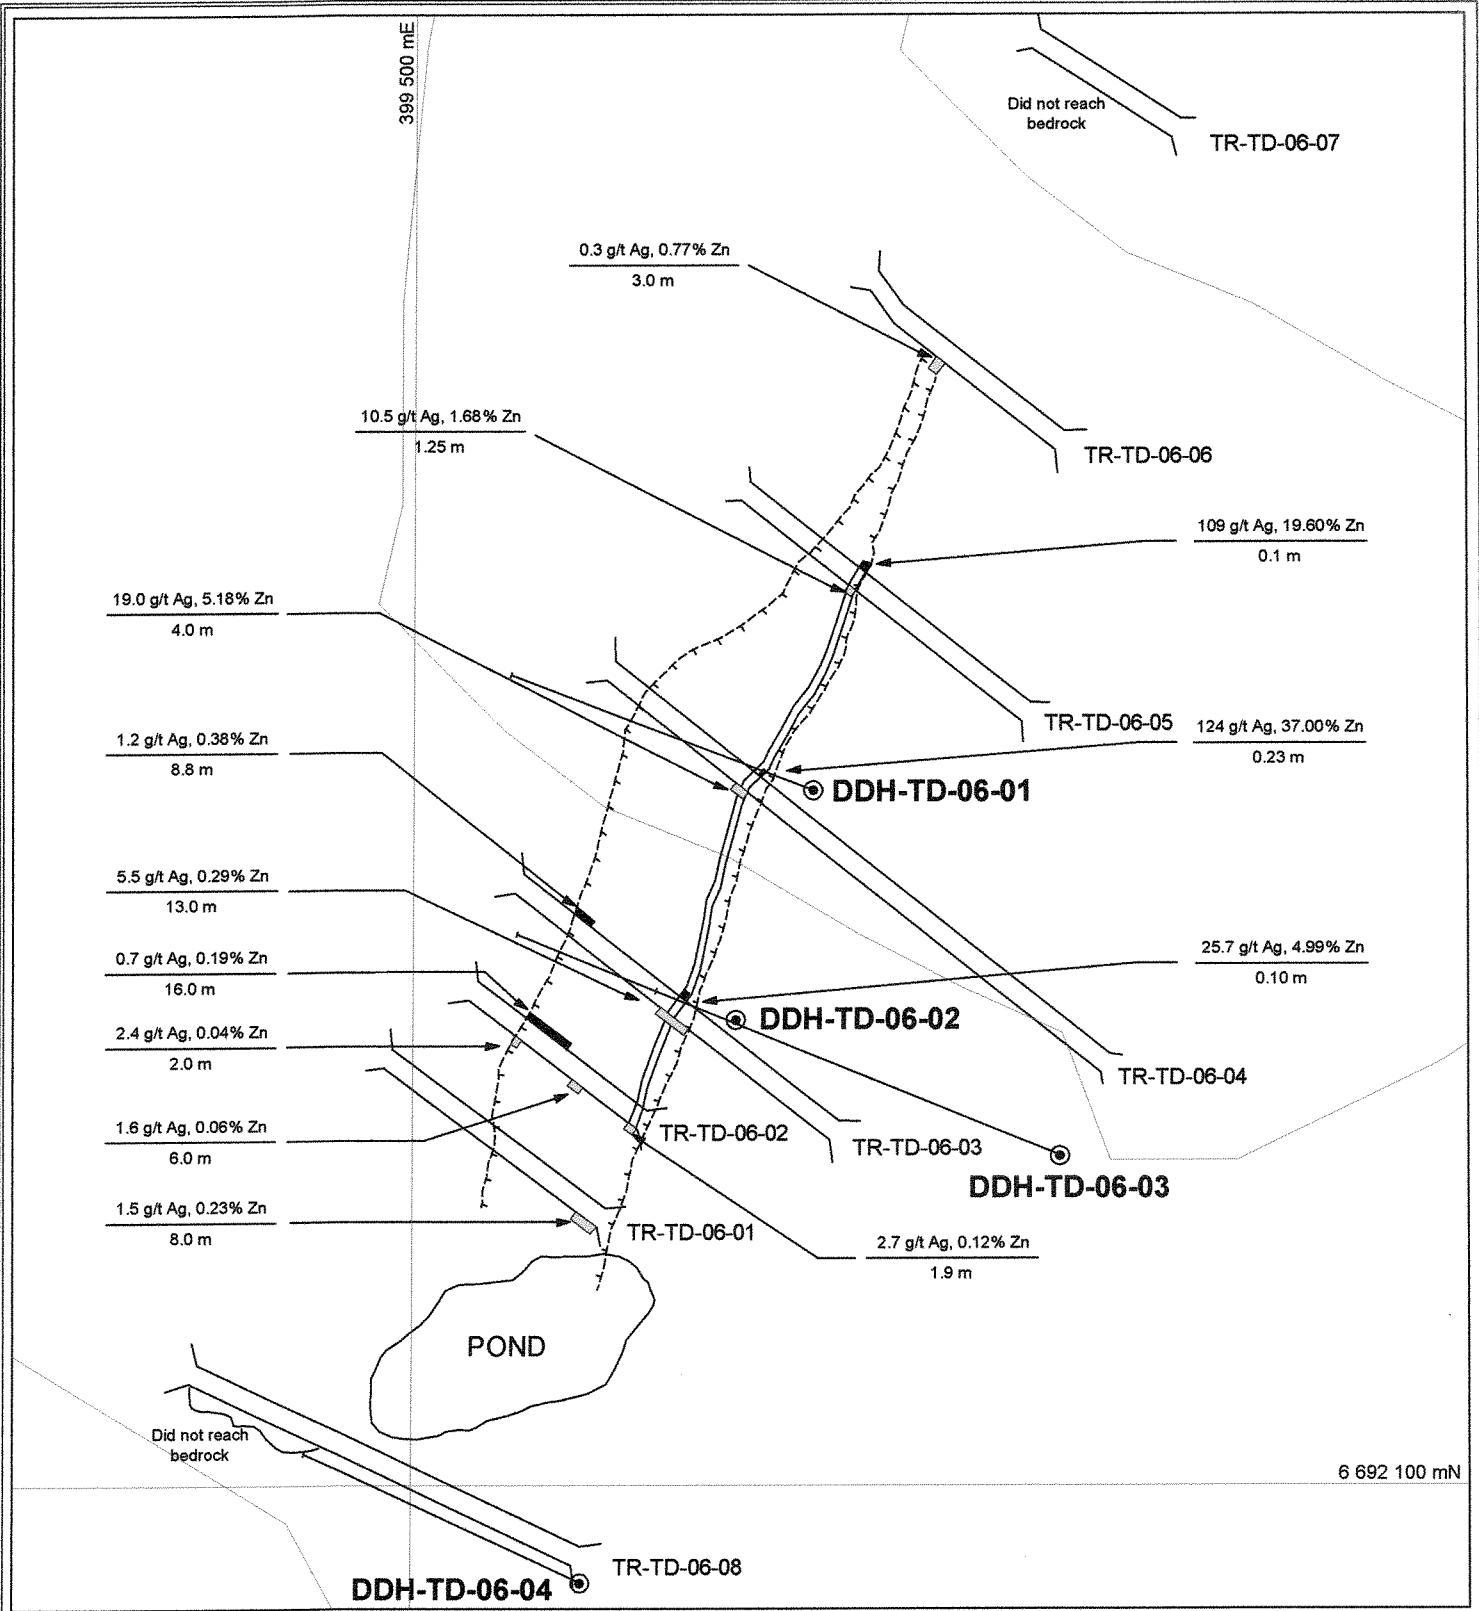 399 500 mE
Did not reach
bedrock
TR-TD-06-07
0.3 g/t Ag, 0.77% Zn
3.0 m
10.5 g/t Ag, 1.68% Zn
1.25 m
TR-TD-06-06
109 g/t Ag, 19.60% Zn
0.1 m
19.0 g/t Ag, 5.18% Zn
4.0 m
TR-TD-06-05
124 g/t Ag, 37.00% Zn
0.23 m
1.2 g/t Ag, 0.38% Zn
8.8 m
DDH-TD-06-01
5.5 g/t Ag, 0.29% Zn
13.0 m
25.7 g/t Ag, 4.99% Zn
0.10 m
0.7 g/t Ag, 0.19% Zn
16.0 m
DDH-TD-06-02
2.4 g/t Ag, 0.04% Zn
2.0 m
TR-TD-06-04
1.6 g/t Ag, 0.06% Zn
6.0 m
TR-TD-06-02
TR-TD-06-03
DDH-TD-06-03
1.5 g/t Ag, 0.23% Zn
8.0 m
TR-TD-06-01
2.7 g/t Ag, 0.12% Zn
1.9 m
POND
Did not reach
bedrock
6 692 100 mN
TR-TD-06-08
DDH-TD-06-04